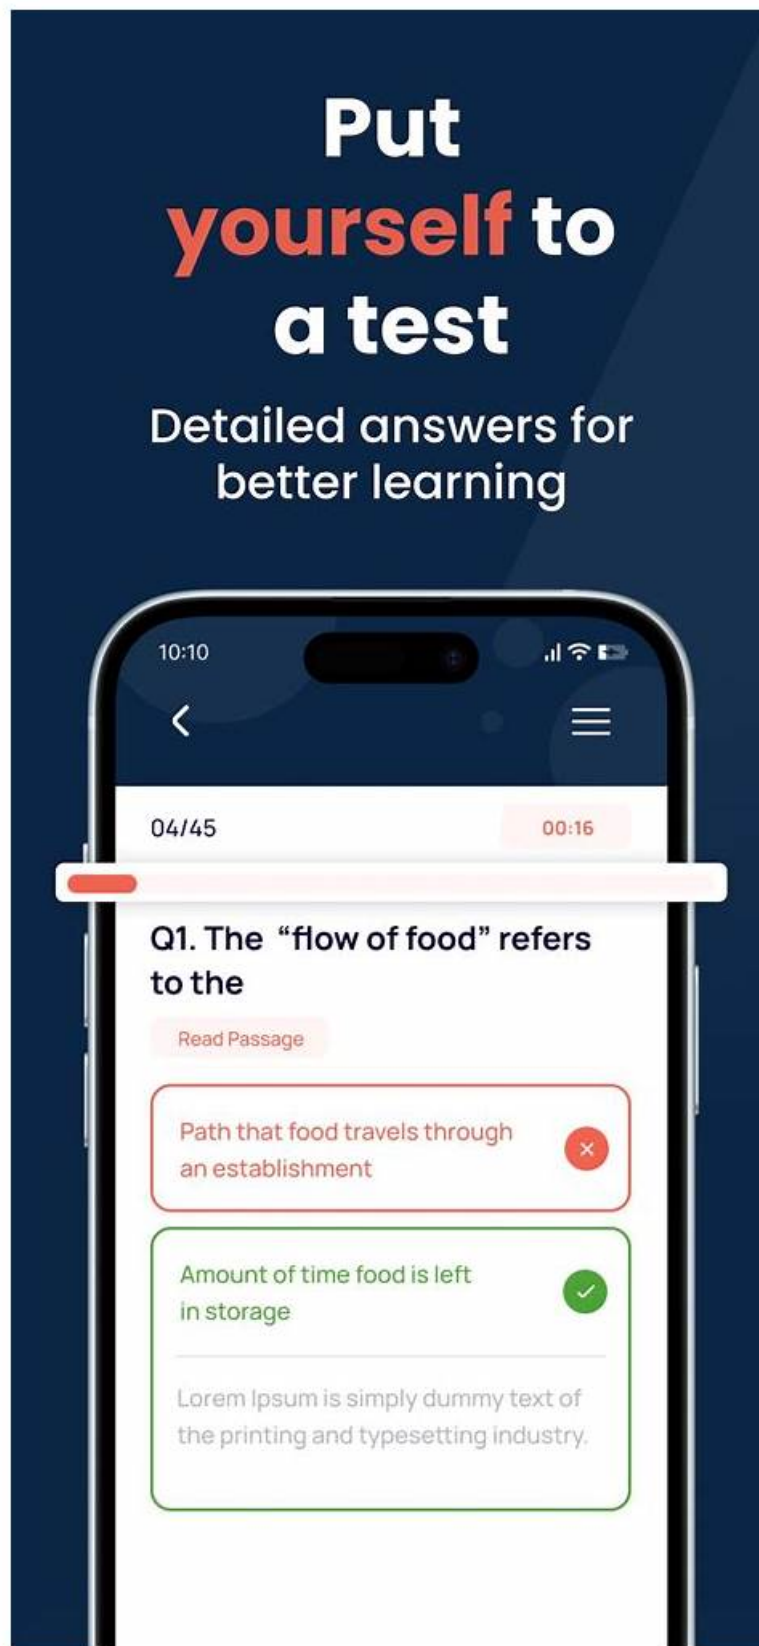 Put
yourself to
a test
Detailed answers for
better learning
10:10
04/45
00:16
Q1. The “flow of food” refers
to the
Read Passage
Path that food travels through
an establishment
Amount of time food is left
in storage
Lorem Ipsum is simply dummy text of
the printing and typesetting industry.